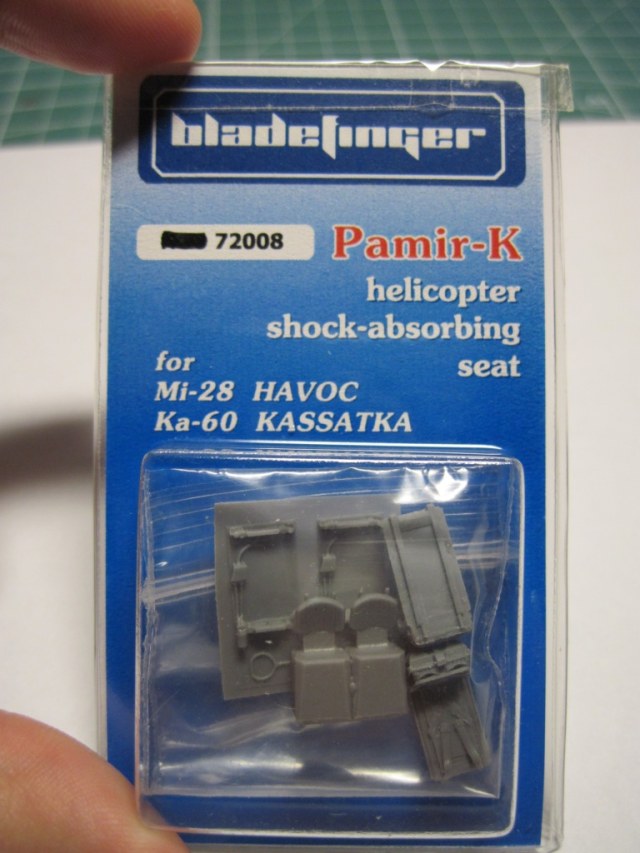 bladefinger
72008
Pamir-K
helicopter
shock-absorbing
seat
for
Mi-28 HAVOC
Ka-60 KASSATKA